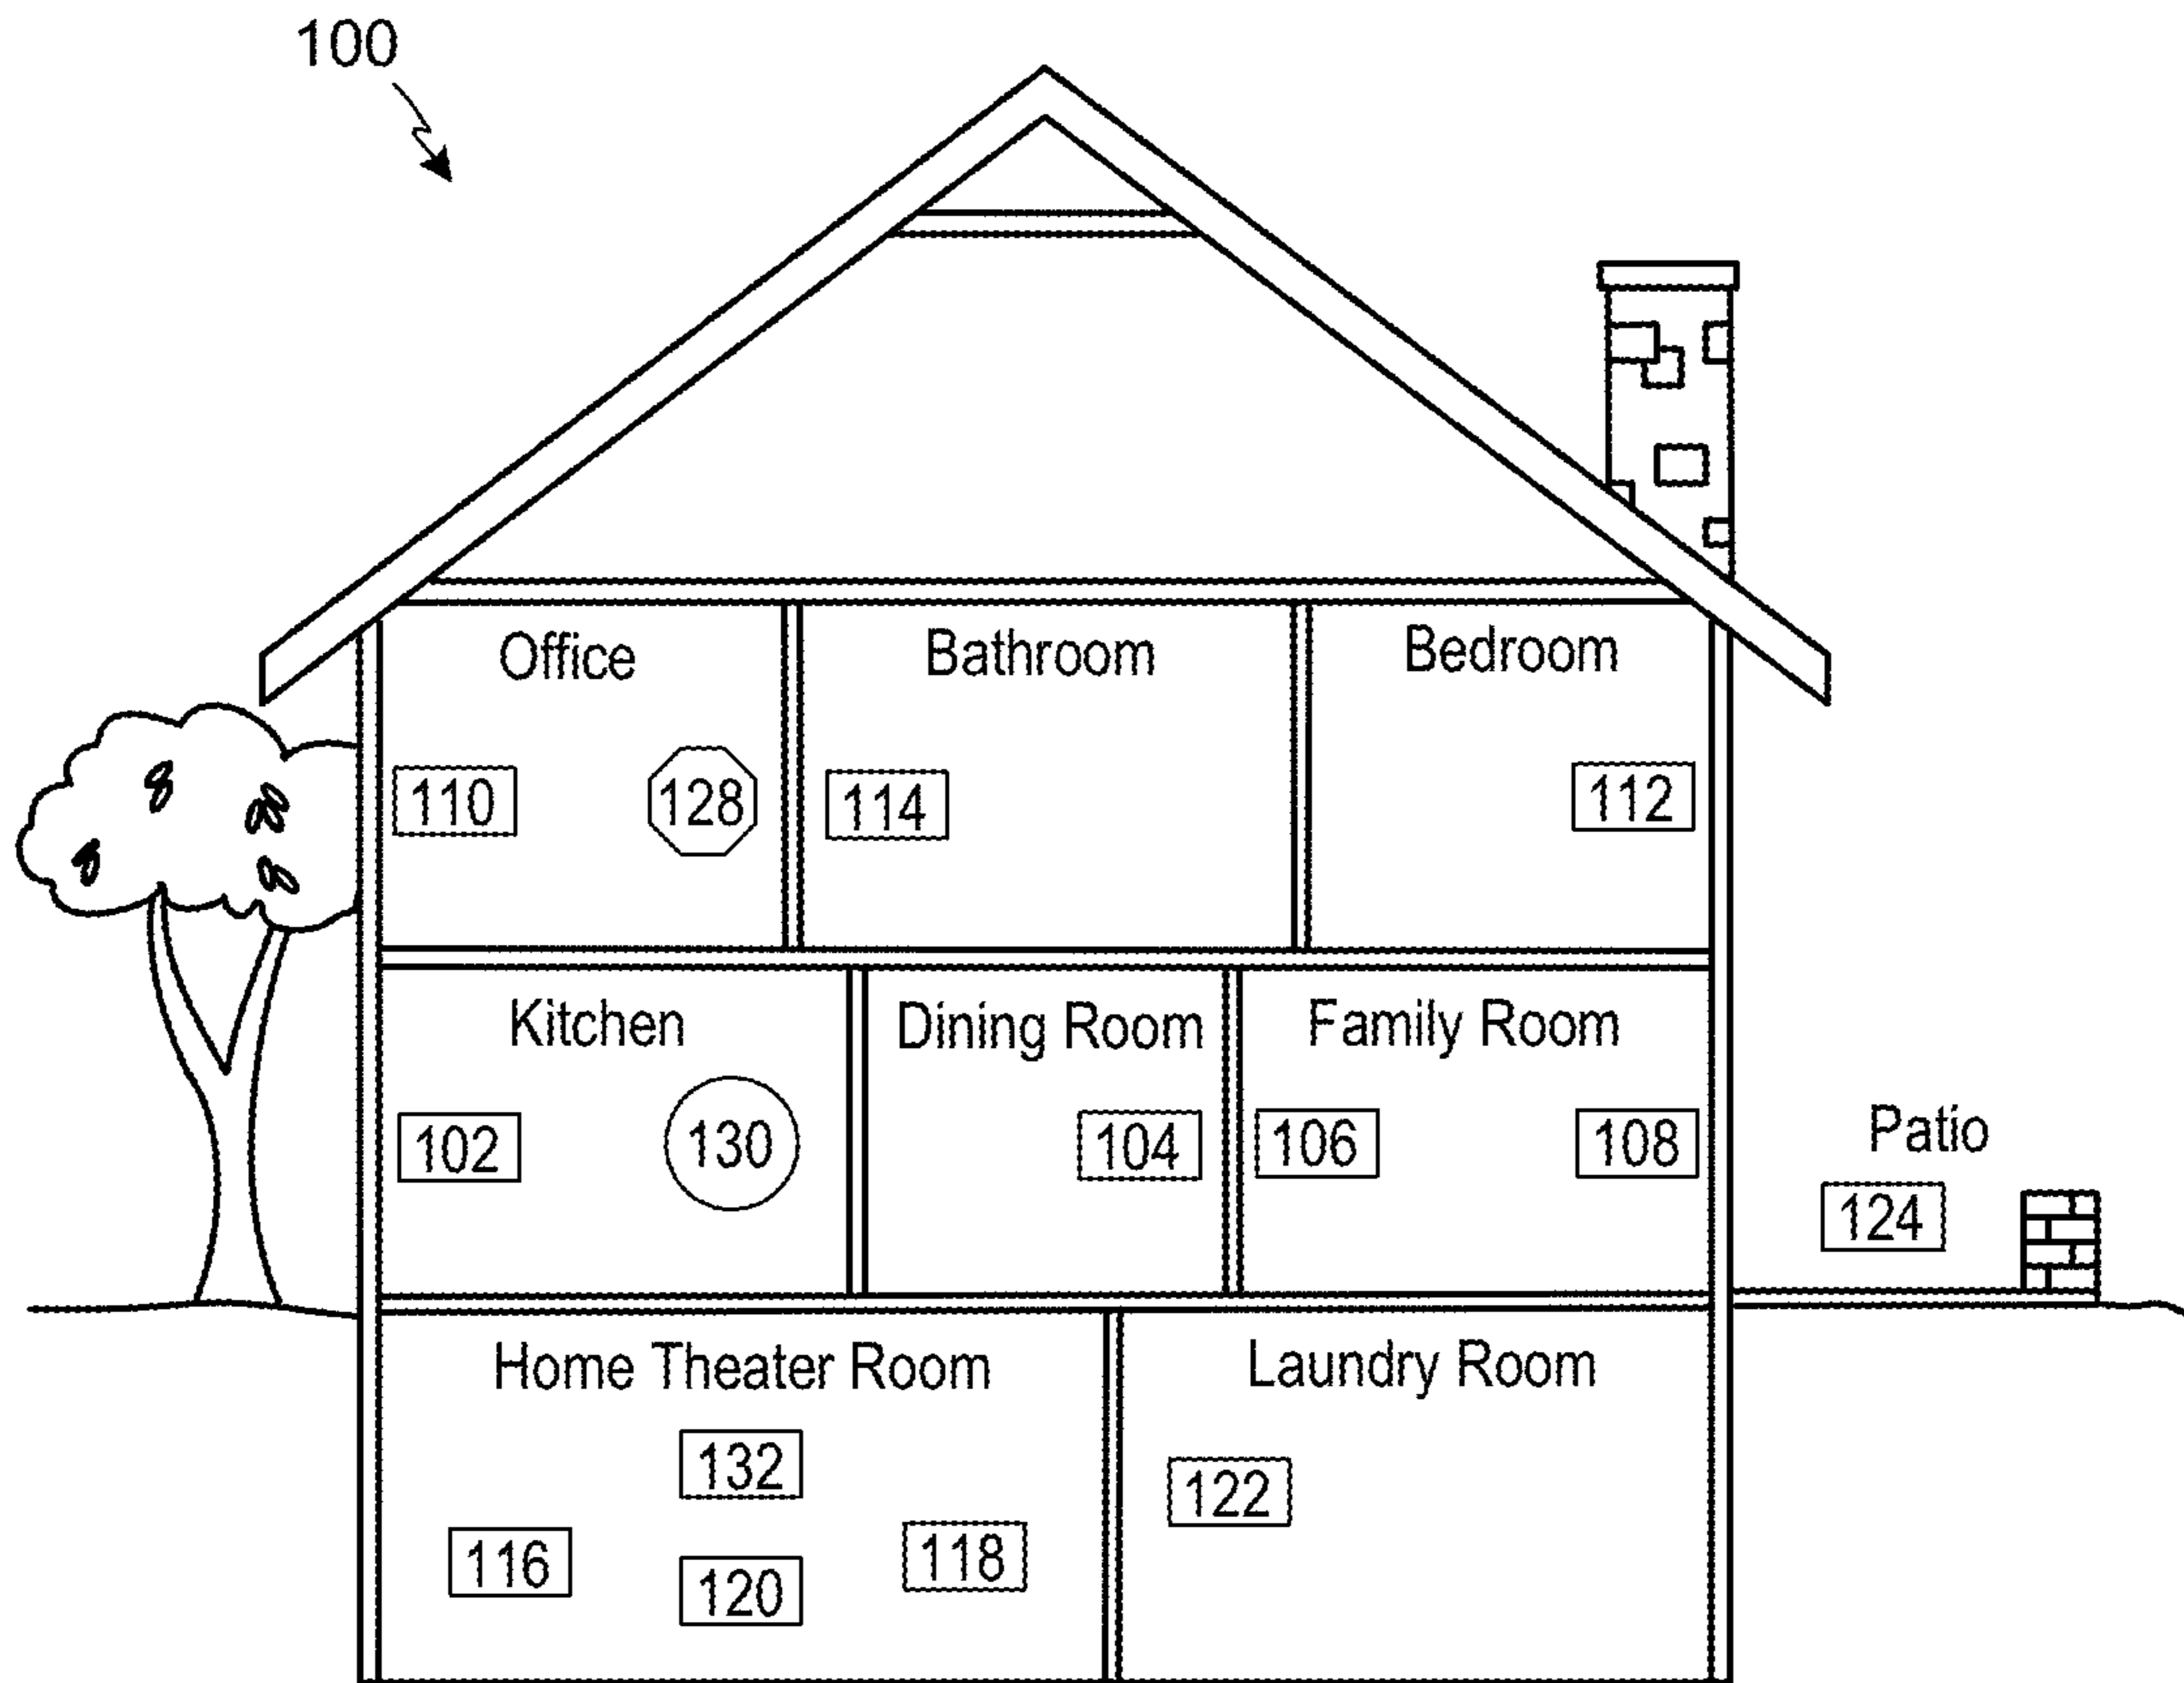 100
Office
Bathroom
Bedroom
110
128
114
112
Kitchen
Dining Room
Family Room
102
130
104
106
108
Patio
124
Home Theater Room
Laundry Room
132
122
116
120
118